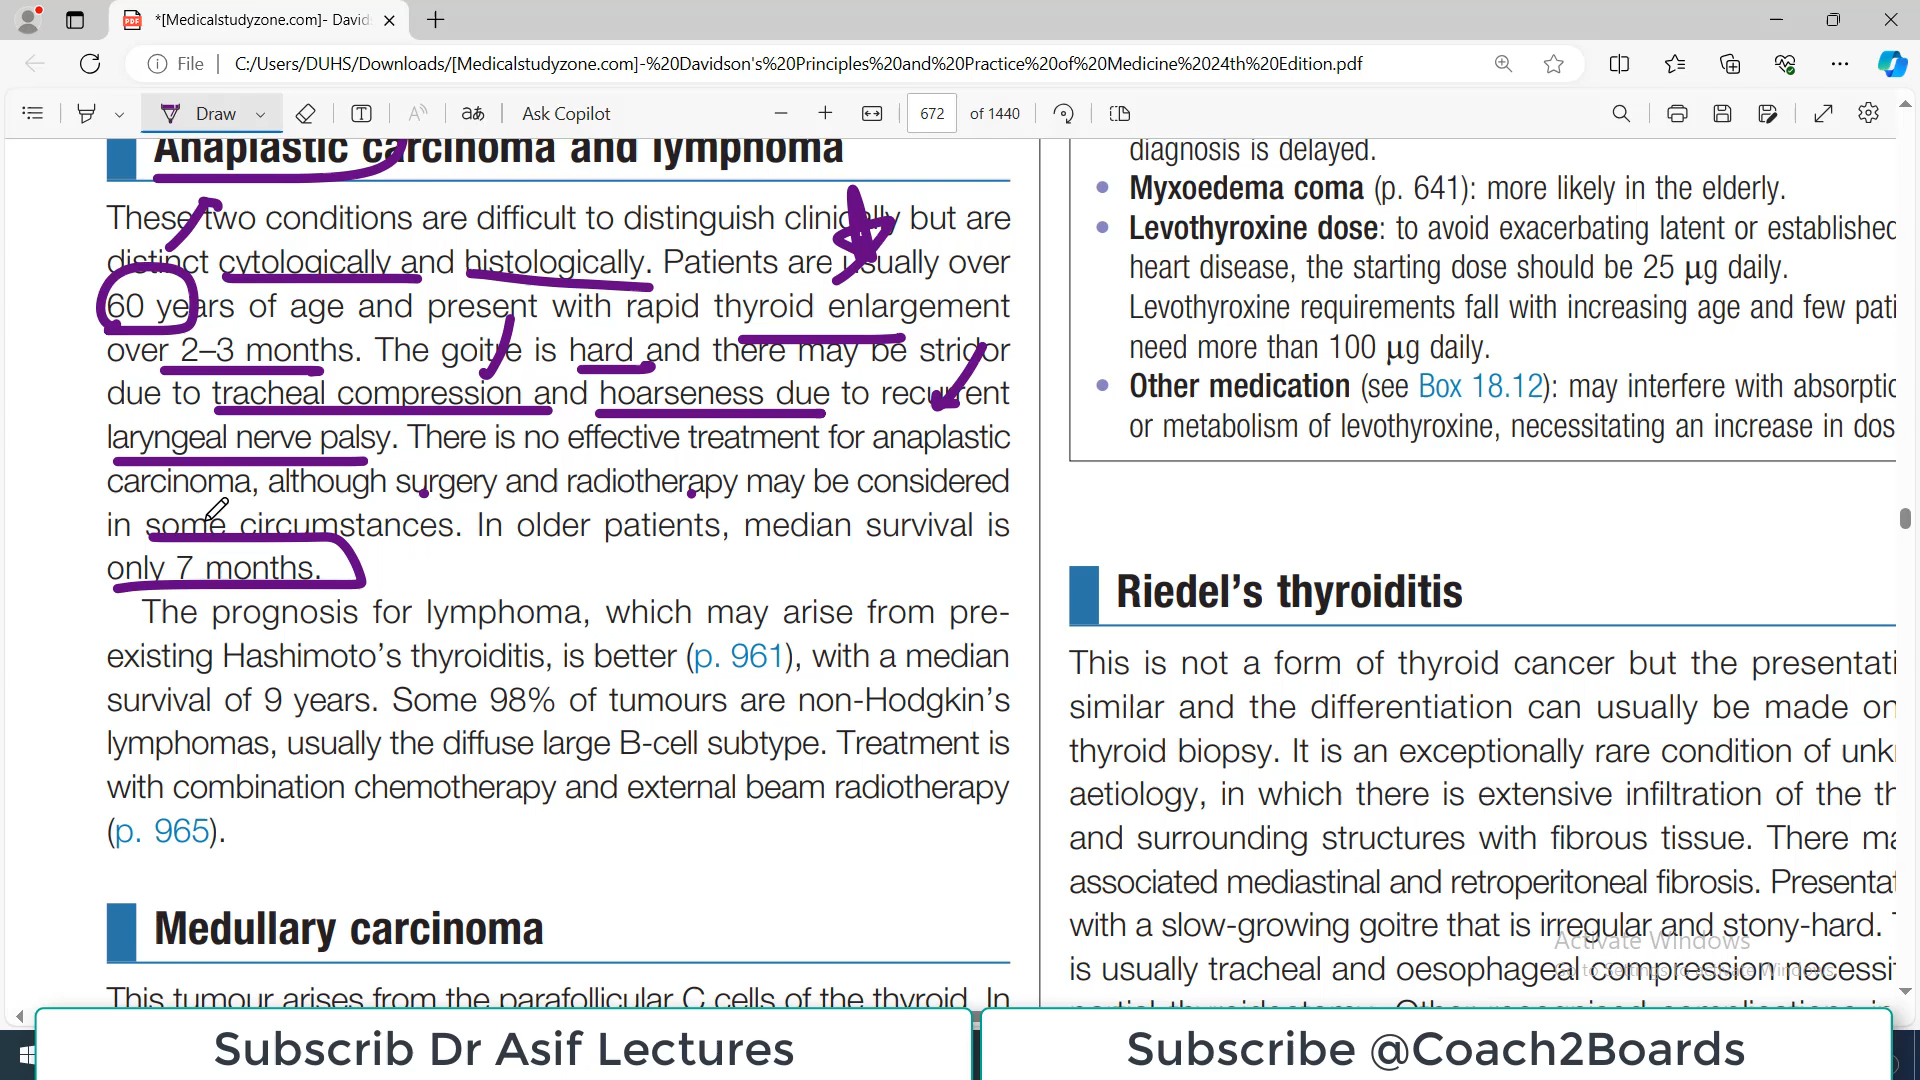 *[Medicalstudyzone.com]- David
File
C:/Users/DUHS/Downloads/[Medicalstudyzone.com]-%20Davidson's%20Principles%20and%20Practice%20of%20Medicine%2024th%20Edition.pdf
Draw
Ask Copilot
672 of 1440
Anaplastic carcinoma and lymphoma
These two conditions are difficult to distinguish clinically but are
distinct cytologically and histologically. Patients are usually over
60 years of age and present with rapid thyroid enlargement
over 2–3 months. The goitre is hard and there may be stridor
due to tracheal compression and hoarseness due to recurrent
laryngeal nerve palsy. There is no effective treatment for anaplastic
carcinoma, although surgery and radiotherapy may be considered
in some circumstances. In older patients, median survival is
only 7 months.
The prognosis for lymphoma, which may arise from pre-
existing Hashimoto's thyroiditis, is better (p. 961), with a median
survival of 9 years. Some 98% of tumours are non-Hodgkin's
lymphomas, usually the diffuse large B-cell subtype. Treatment is
with combination chemotherapy and external beam radiotherapy
(p. 965).
Medullary carcinoma
This tumour arises from the parafollicular C cells of the thyroid. In
diagnosis is delayed.
• Myxoedema coma (p. 641): more likely in the elderly.
• Levothyroxine dose: to avoid exacerbating latent or established
heart disease, the starting dose should be 25 μg daily.
Levothyroxine requirements fall with increasing age and few pati
need more than 100 μg daily.
• Other medication (see Box 18.12): may interfere with absorptio
or metabolism of levothyroxine, necessitating an increase in dos
Riedel's thyroiditis
This is not a form of thyroid cancer but the presentati
similar and the differentiation can usually be made on
thyroid biopsy. It is an exceptionally rare condition of unk
aetiology, in which there is extensive infiltration of the th
and surrounding structures with fibrous tissue. There ma
associated mediastinal and retroperitoneal fibrosis. Presentat
with a slow-growing goitre that is irregular and stony-hard.
is usually tracheal and oesophageal compression necessit
Activate Windows
Go to Settings to activate Windows.
Subscrib Dr Asif Lectures
Subscribe @Coach2Boards